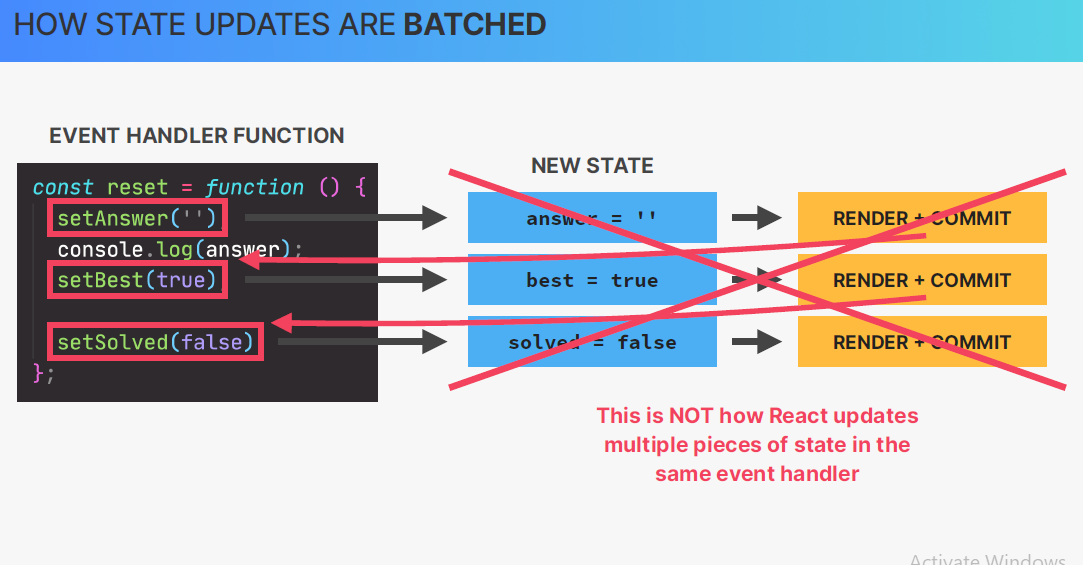 HOW STATE UPDATES ARE BATCHED
EVENT HANDLER FUNCTION
NEW STATE
const reset = function () {
setAnswer('');
console.log(answer);
setBest(true)
setSolved(false)
};
answer = ''
RENDER + COMMIT
best = true
RENDER + COMMIT
solved = false
RENDER + COMMIT
This is NOT how React updates
multiple pieces of state in the
same event handler
Activate Windows